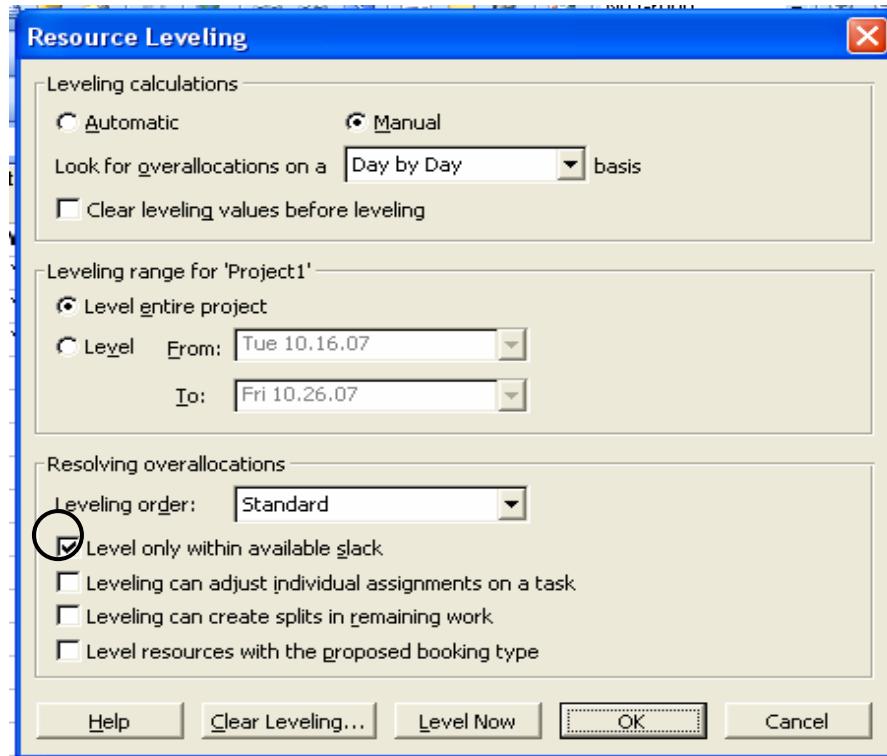 Resource Leveling
Leveling calculations
Automatic Manual
Look for overallocations on a Day by Day basis
Clear leveling values before leveling
Leveling range for 'Project1'
Level entire project
Level From: Tue 10.16.07
To: Fri 10.26.07
Resolving overallocations
Leveling order: Standard
Level only within available slack
Leveling can adjust individual assignments on a task
Leveling can create splits in remaining work
Level resources with the proposed booking type
Help Clear Leveling... Level Now OK Cancel